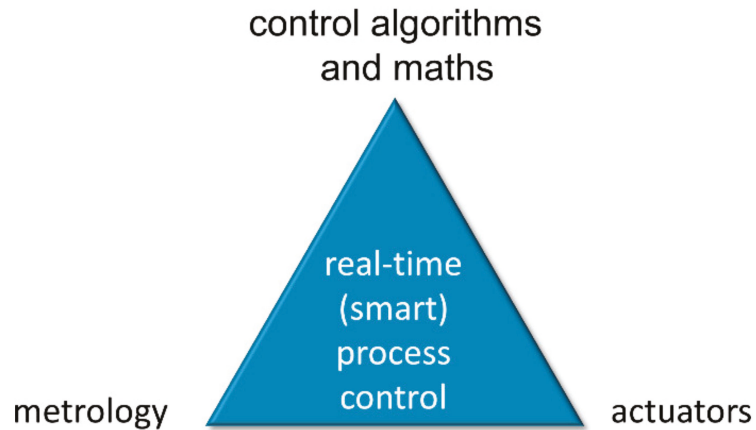 control algorithms
and maths
real-time
(smart)
process
control
metrology
actuators